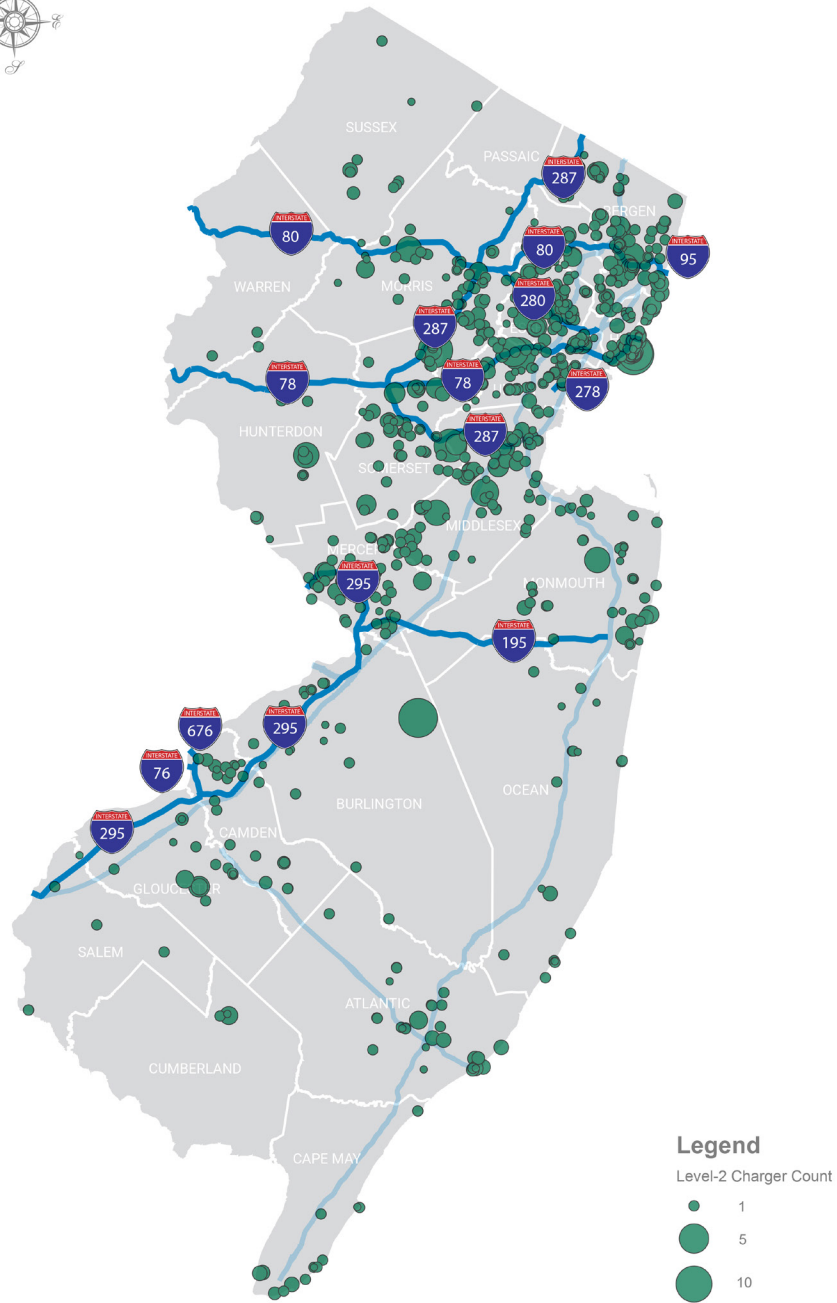 E
S
SUSSEX
PASSAIC
INTERSTATE
287
BERGEN
INTERSTATE
80
INTERSTATE
80
INTERSTATE
95
WARREN
MORRIS
INTERSTATE
280
INTERSTATE
287
INTERSTATE
78
INTERSTATE
78
INTERSTATE
278
HUNTERDON
INTERSTATE
287
SOMERSET
MIDDLESEX
MERCER
INTERSTATE
295
MONMOUTH
INTERSTATE
195
INTERSTATE
676
INTERSTATE
295
INTERSTATE
76
OCEAN
BURLINGTON
INTERSTATE
295
CAMDEN
GLOUCESTER
SALEM
ATLANTIC
CUMBERLAND
CAPE MAY
Legend
Level-2 Charger Count
1
5
10